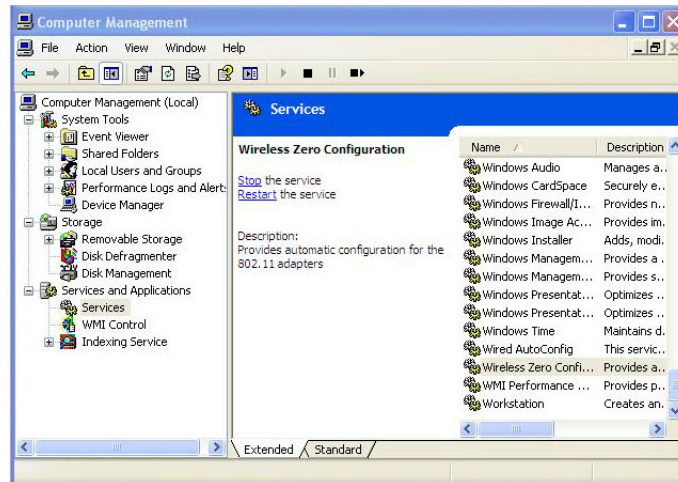 Computer Management
File Action View Window Help
Computer Management (Local)
System Tools
Event Viewer
Shared Folders
Local Users and Groups
Performance Logs and Alert
Device Manager
Storage
Removable Storage
Disk Defragmenter
Disk Management
Services and Applications
Services
WMI Control
Indexing Service
Services
Wireless Zero Configuration
Stop the service
Restart the service
Description:
Provides automatic configuration for the
802.11 adapters
Name Description
Windows Audio Manages a..
Windows CardSpace Securely e..
Windows Firewall/I... Provides n..
Windows Image Ac... Provides im.
Windows Installer Adds, modi.
Windows Managem... Provides a .
Windows Managem... Provides s..
Windows Presentat... Optimizes ..
Windows Presentat... Optimizes ..
Windows Time Maintains d.
Wired AutoConfig This servic..
Wireless Zero Confi... Provides a..
WMI Performance ... Provides p..
Workstation Creates an.
Extended Standard